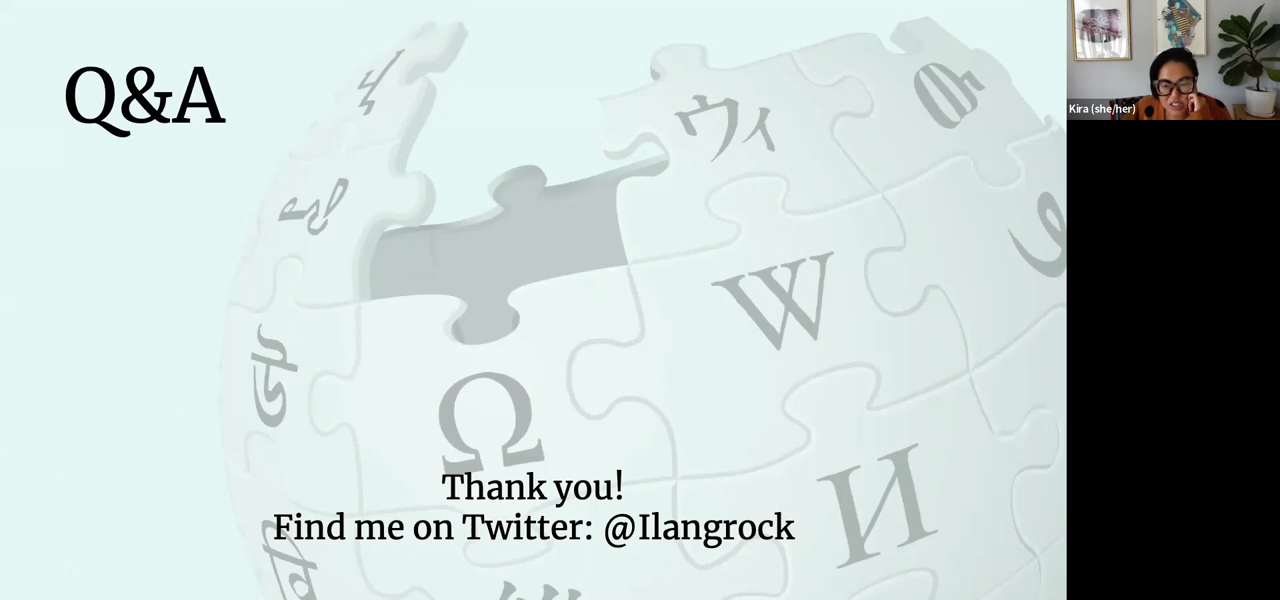 Q&A
ウィ
W
Ω
И
Thank you!
Find me on Twitter: @Ilangrock
Kira (she/her)